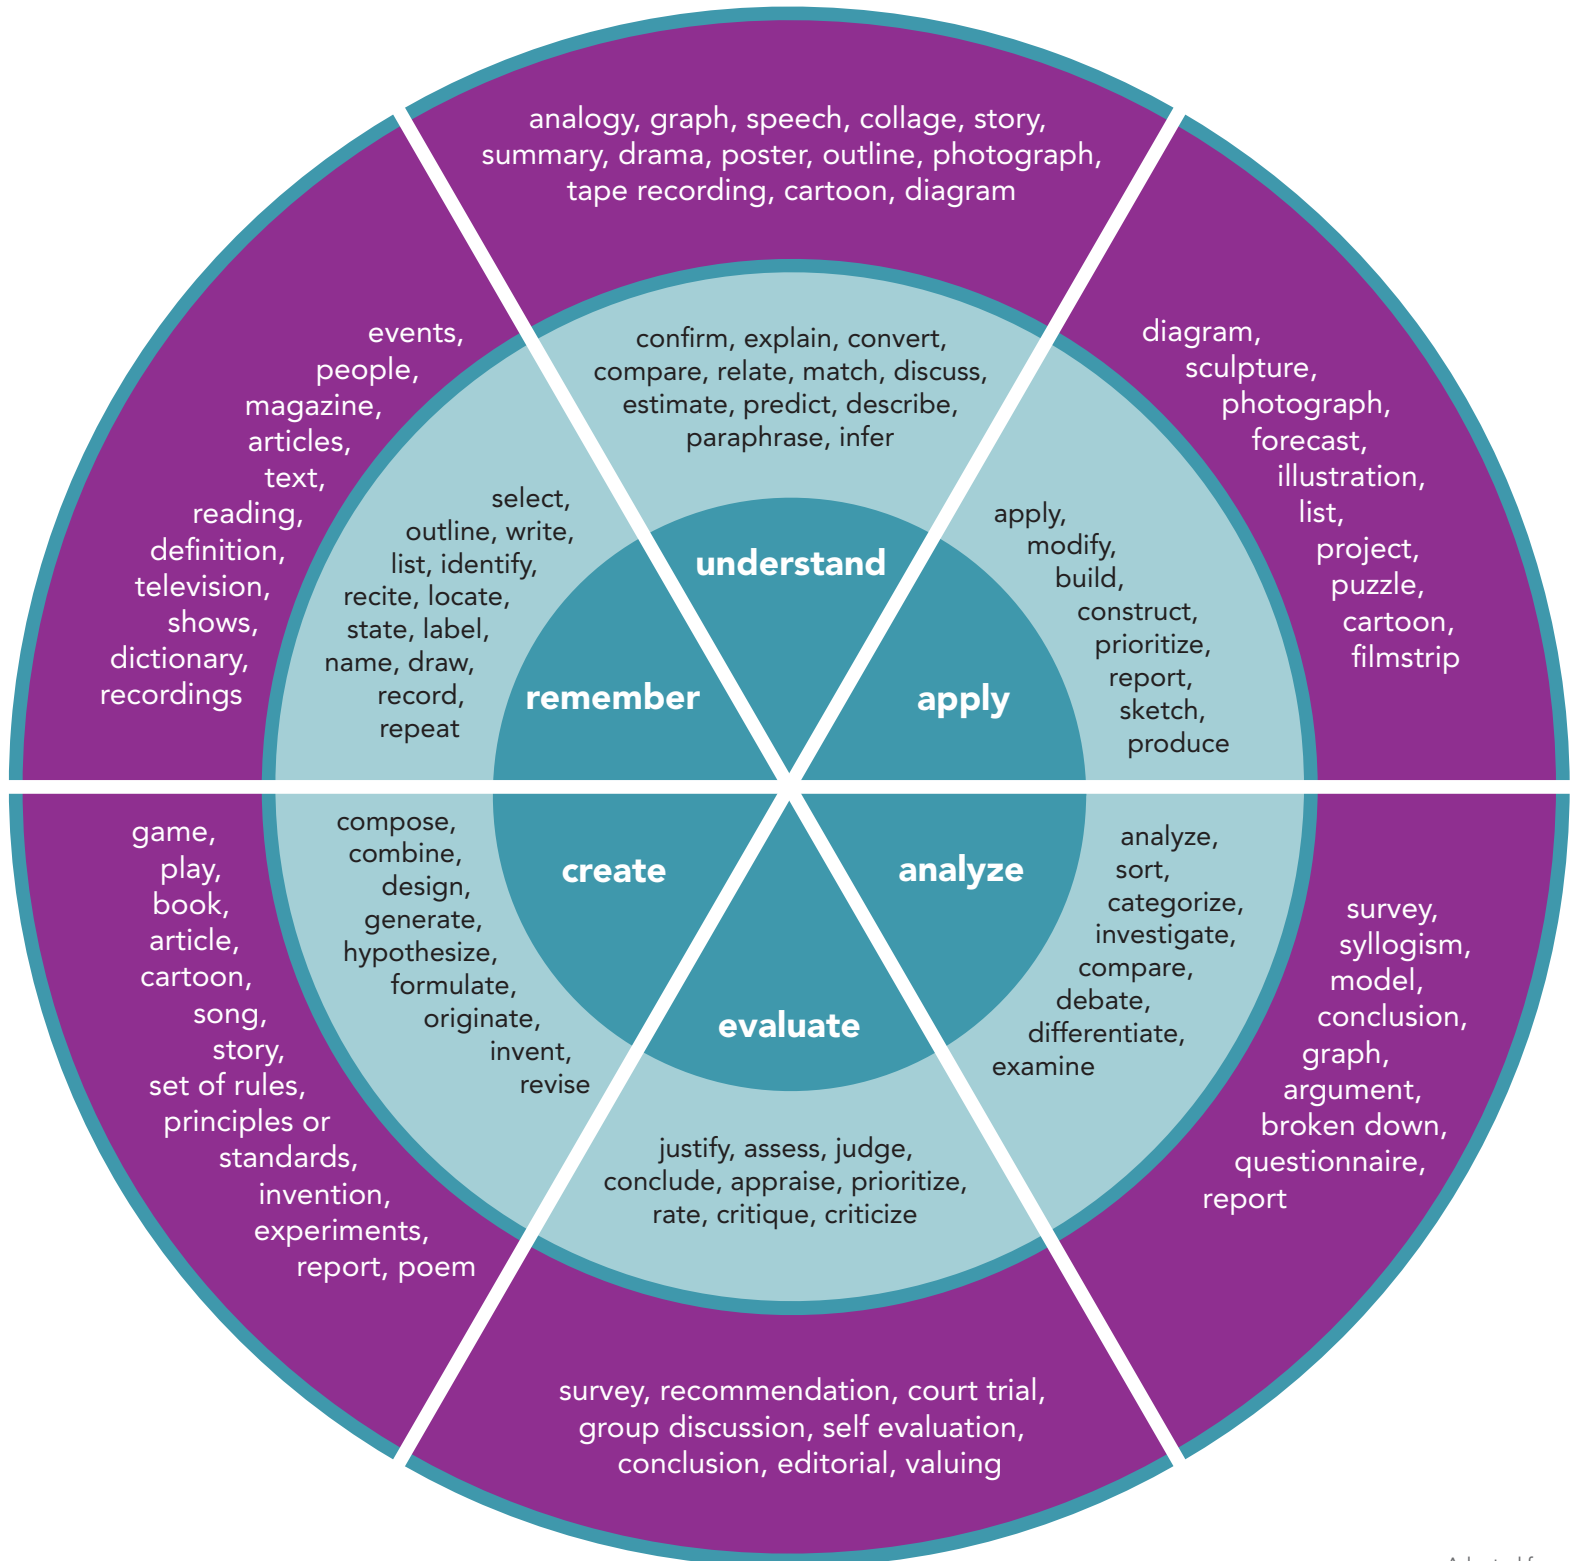 analogy, graph, speech, collage, story,
summary, drama, poster, outline, photograph,
tape recording, cartoon, diagram
confirm, explain, convert,
compare, relate, match, discuss,
estimate, predict, describe,
paraphrase, infer
understand
events,
people,
magazine,
articles,
text,
reading,
definition,
television,
shows,
dictionary,
recordings
select,
outline, write,
list, identify,
recite, locate,
state, label,
name, draw,
record,
repeat
remember
apply
apply,
modify,
build,
construct,
prioritize,
report,
sketch,
produce
diagram,
sculpture,
photograph,
forecast,
illustration,
list,
project,
puzzle,
cartoon,
filmstrip
game,
play,
book,
article,
cartoon,
song,
story,
set of rules,
principles or
standards,
invention,
experiments,
report, poem
compose,
combine,
design,
generate,
hypothesize,
formulate,
originate,
invent,
revise
create
analyze
analyze,
sort,
categorize,
investigate,
compare,
debate,
differentiate,
examine
survey,
syllogism,
model,
conclusion,
graph,
argument,
broken down,
questionnaire,
report
evaluate
justify, assess, judge,
conclude, appraise, prioritize,
rate, critique, criticize
survey, recommendation, court trial,
group discussion, self evaluation,
conclusion, editorial, valuing